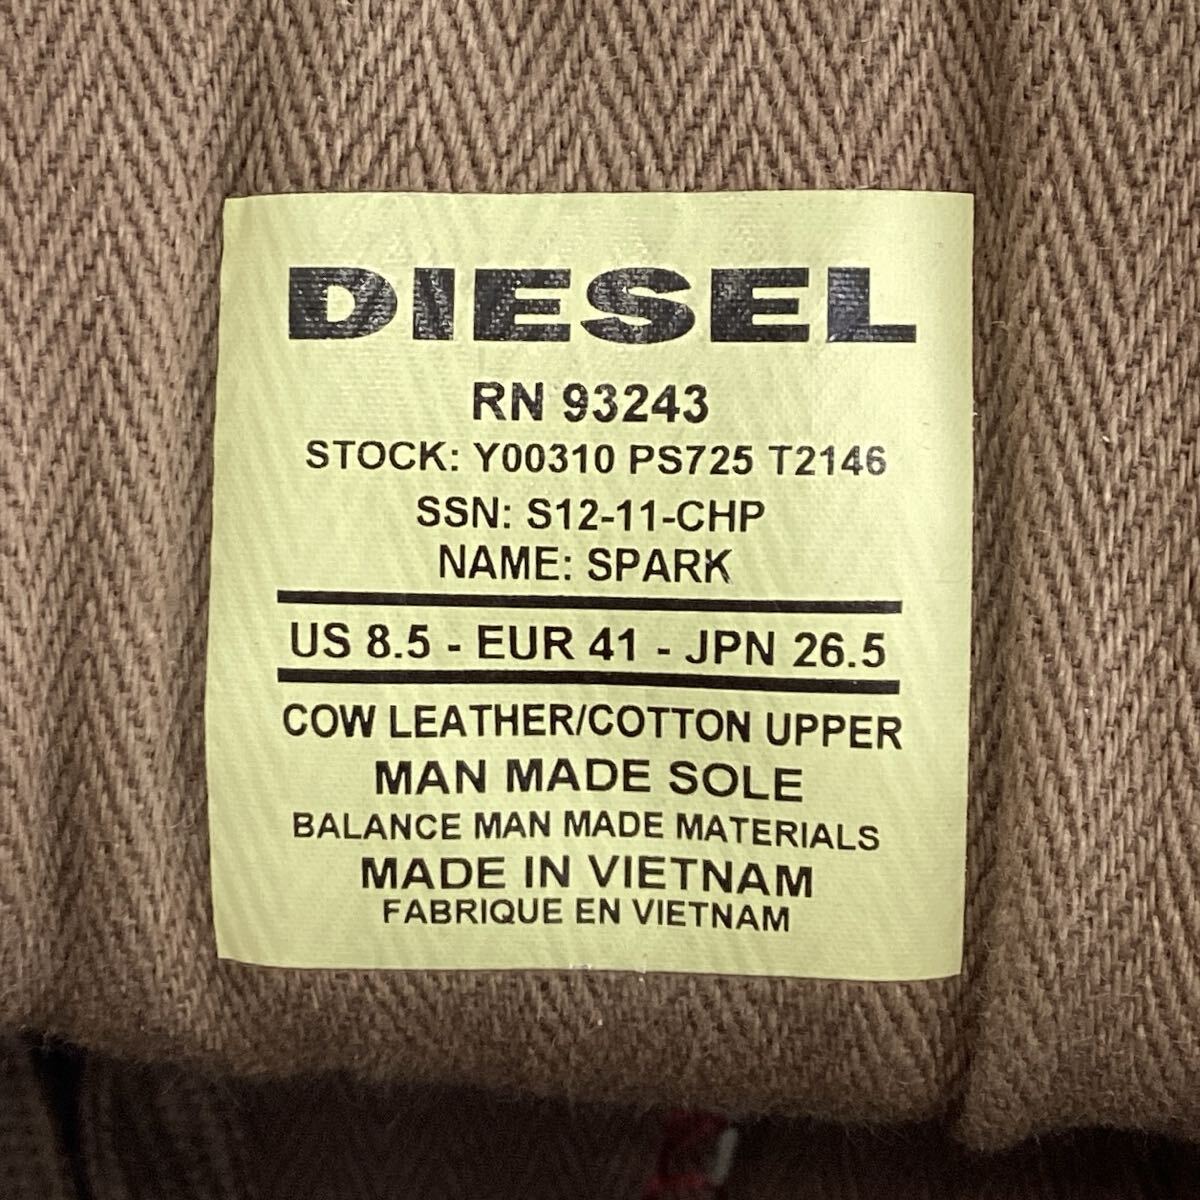 DIESEL
RN 93243
STOCK: Y00310 PS725 T2146
SSN: S12-11-CHP
NAME: SPARK
US 8.5 - EUR 41 - JPN 26.5
COW LEATHER/COTTON UPPER
MAN MADE SOLE
BALANCE MAN MADE MATERIALS
MADE IN VIETNAM
FABRIQUE EN VIETNAM